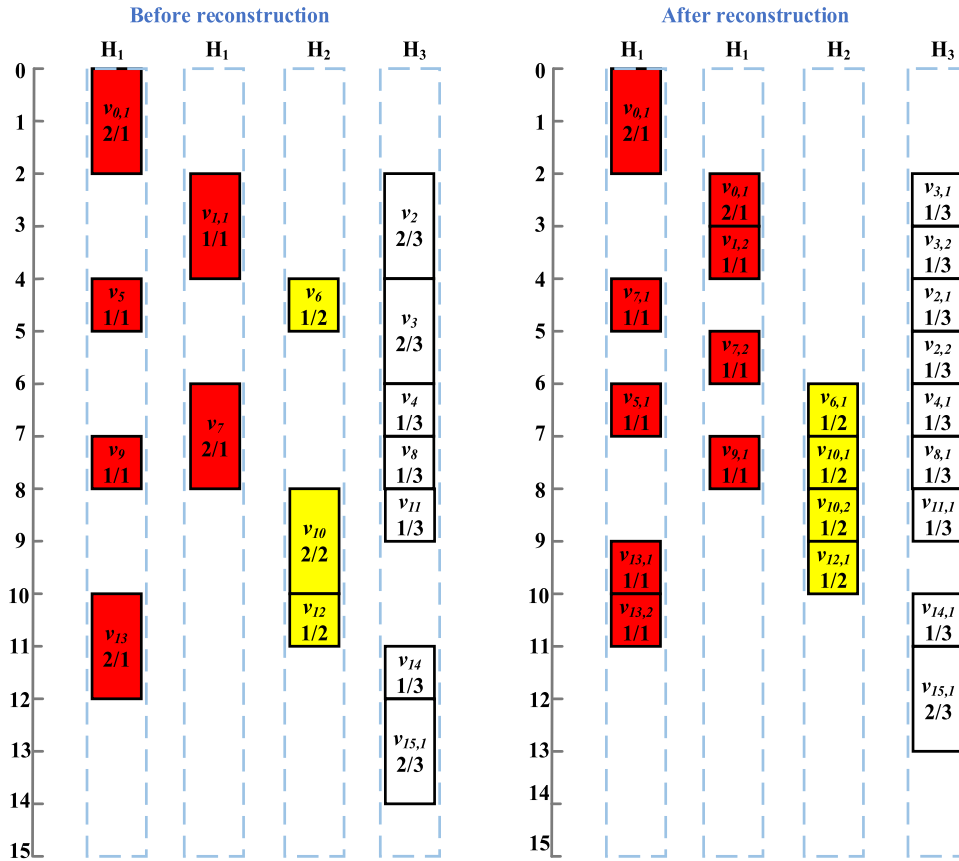 Before reconstruction
H1 H1 H2 H3
0
1
2
3
4
5
6
7
8
9
10
11
12
13
14
15
v0,1
2/1
v5
1/1
v9
1/1
v13
2/1
v1,1
1/1
v7
2/1
v6
1/2
v10
2/2
v12
1/2
v2
2/3
v3
2/3
v4
1/3
v8
1/3
v11
1/3
v14
1/3
v15,1
2/3
After reconstruction
H1 H1 H2 H3
0
1
2
3
4
5
6
7
8
9
10
11
12
13
14
15
v0,1
2/1
v7,1
1/1
v5,1
1/1
v13,1
1/1
v13,2
1/1
v0,1
2/1
v1,2
1/1
v7,2
1/1
v9,1
1/1
v6,1
1/2
v10,1
1/2
v10,2
1/2
v12,1
1/2
v3,1
1/3
v3,2
1/3
v2,1
1/3
v2,2
1/3
v4,1
1/3
v8,1
1/3
v11,1
1/3
v14,1
1/3
v15,1
2/3